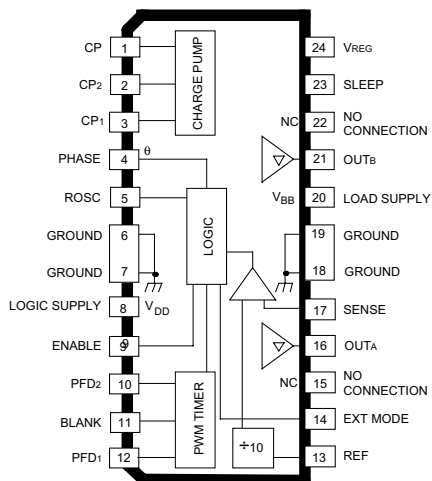 CP 1
CP2 2
CP1 3
PHASE 4 θ
ROSC 5
GROUND 6
GROUND 7
LOGIC SUPPLY 8 VDD
ENABLE 9
PFD2 10
BLANK 11
PFD1 12
CHARGE PUMP
LOGIC
PWM TIMER
÷10
24 VREG
23 SLEEP
NC 22 NO
CONNECTION
21 OUTB
VBB 20 LOAD SUPPLY
19 GROUND
18 GROUND
17 SENSE
16 OUTA
NC 15 NO
CONNECTION
14 EXT MODE
13 REF